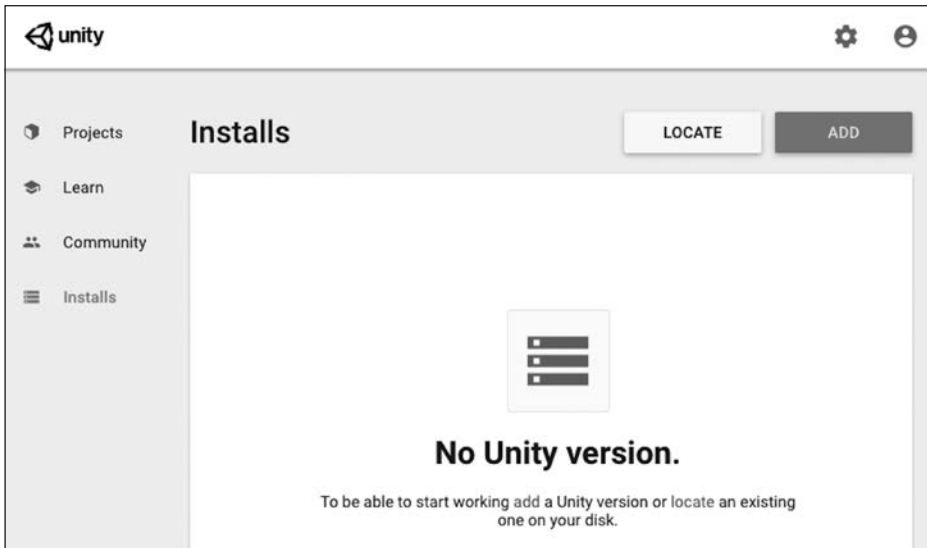 unity
Projects
Learn
Community
Installs
Installs
LOCATE
ADD
No Unity version.
To be able to start working add a Unity version or locate an existing
one on your disk.